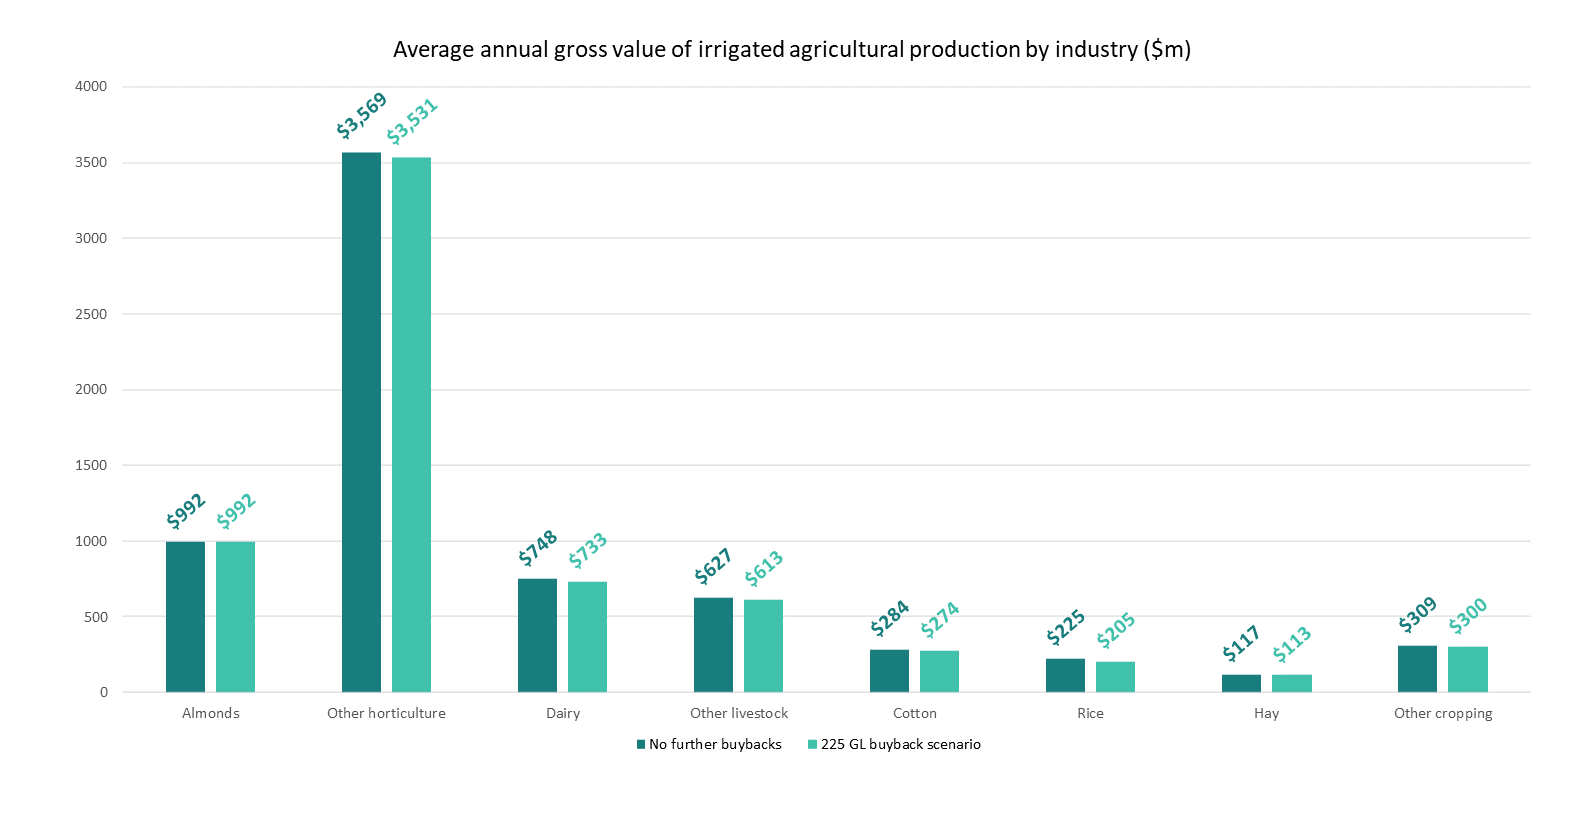 Average annual gross value of irrigated agricultural production by industry ($m)
4000
3500
3000
2500
2000
1500
1000
500
0
$992
$992
$3,569
$3,531
$748
$733
$627
$613
$284
$274
$225
$205
$117
$113
$309
$300
Almonds
Other horticulture
Dairy
Other livestock
Cotton
Rice
Hay
Other cropping
No further buybacks
225 GL buyback scenario